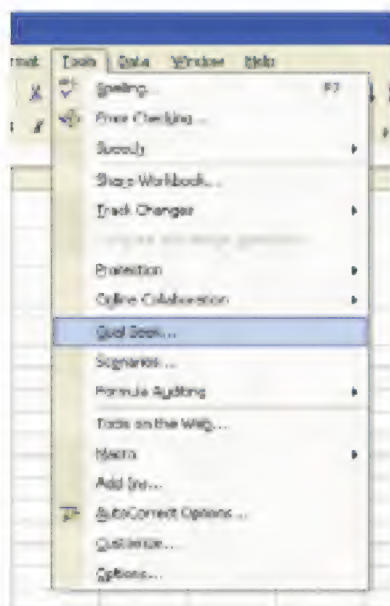 Tools Data Window Help
Spelling... F7
Error Checking...
Speech
Share Workbook...
Track Changes
Protection
Online Collaboration
Goal Seek...
Scenarios...
Formula Auditing
Tools on the Web...
Macro
Add-Ins...
AutoCorrect Options...
Customize...
Options...